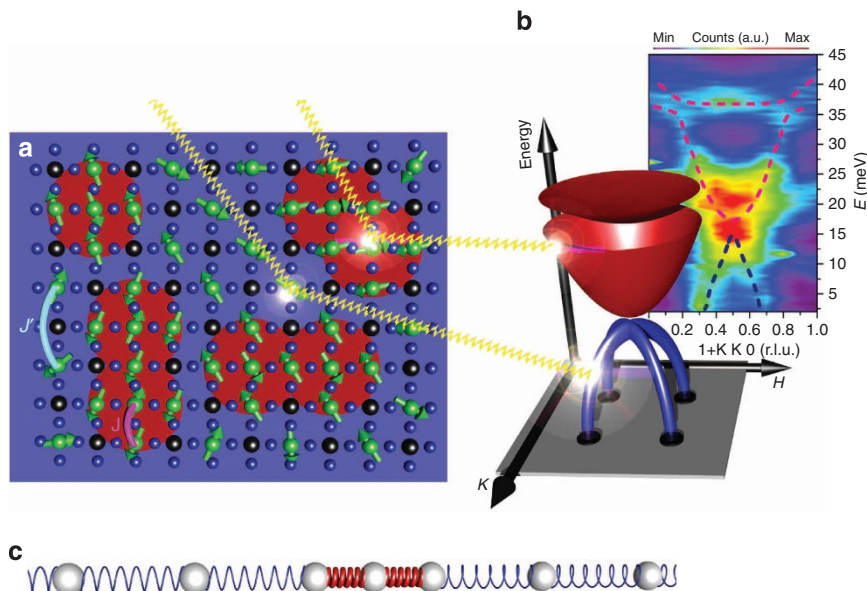 a
J′
J
b
Min Counts (a.u.) Max
Energy
45
40
35
30
25
20
15
10
5
E (meV)
0.2 0.4 0.6 0.8 1.0
1+K K 0 (r.l.u.)
H
K
c